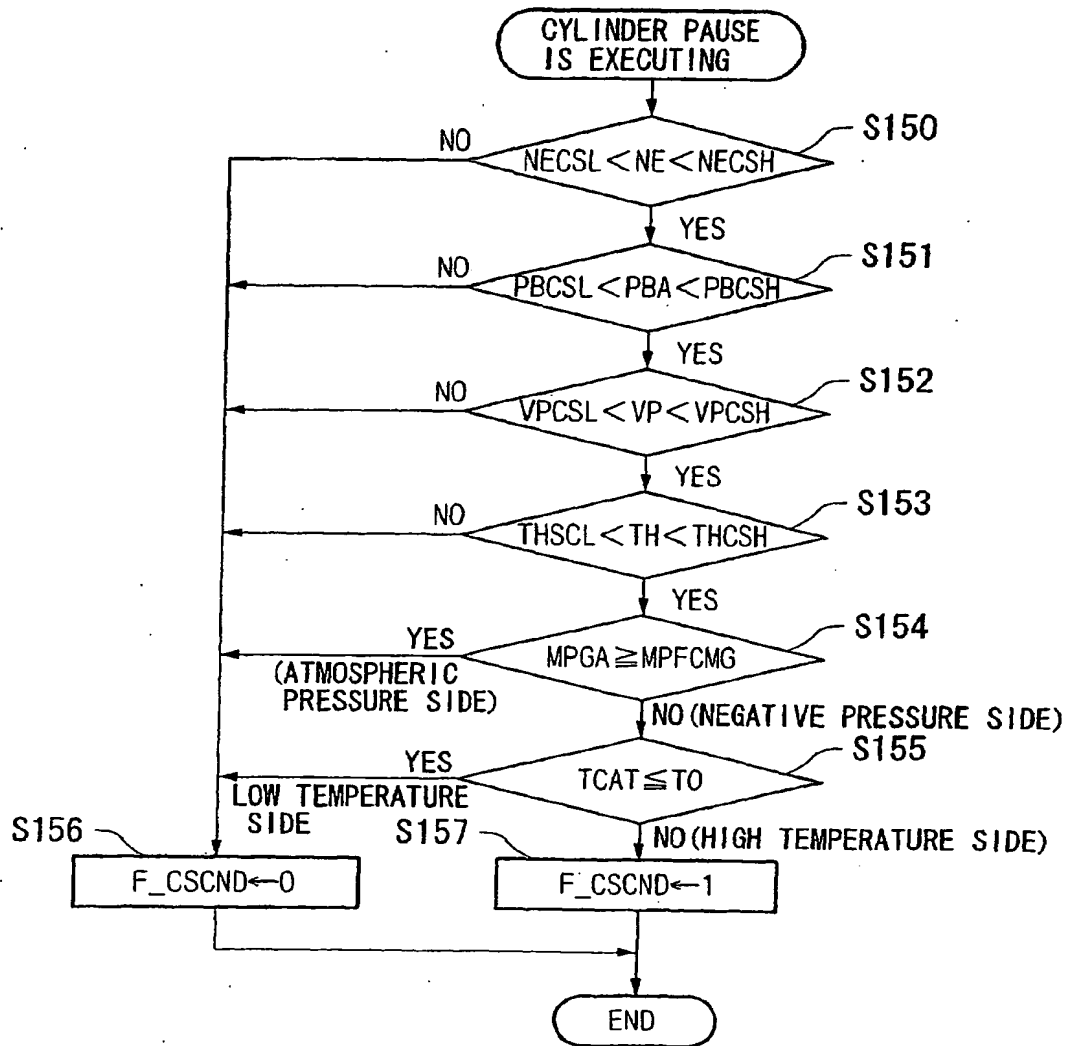 CYLINDER PAUSE
IS EXECUTING
S150
NO
NECSL<NE<NECSH
YES
S151
NO
PBCSL<PBA<PBCSH
YES
S152
NO
VPCSL<VP<VPCSH
YES
S153
NO
THSCL<TH<THCSH
YES
S154
YES
MPGA≧MPFCMG
(ATMOSPHERIC
PRESSURE SIDE)
NO(NEGATIVE PRESSURE SIDE)
S155
YES
TCAT≦TO
LOW TEMPERATURE
SIDE
NO(HIGH TEMPERATURE SIDE)
S156
S157
F_CSCND←0
F_CSCND←1
END